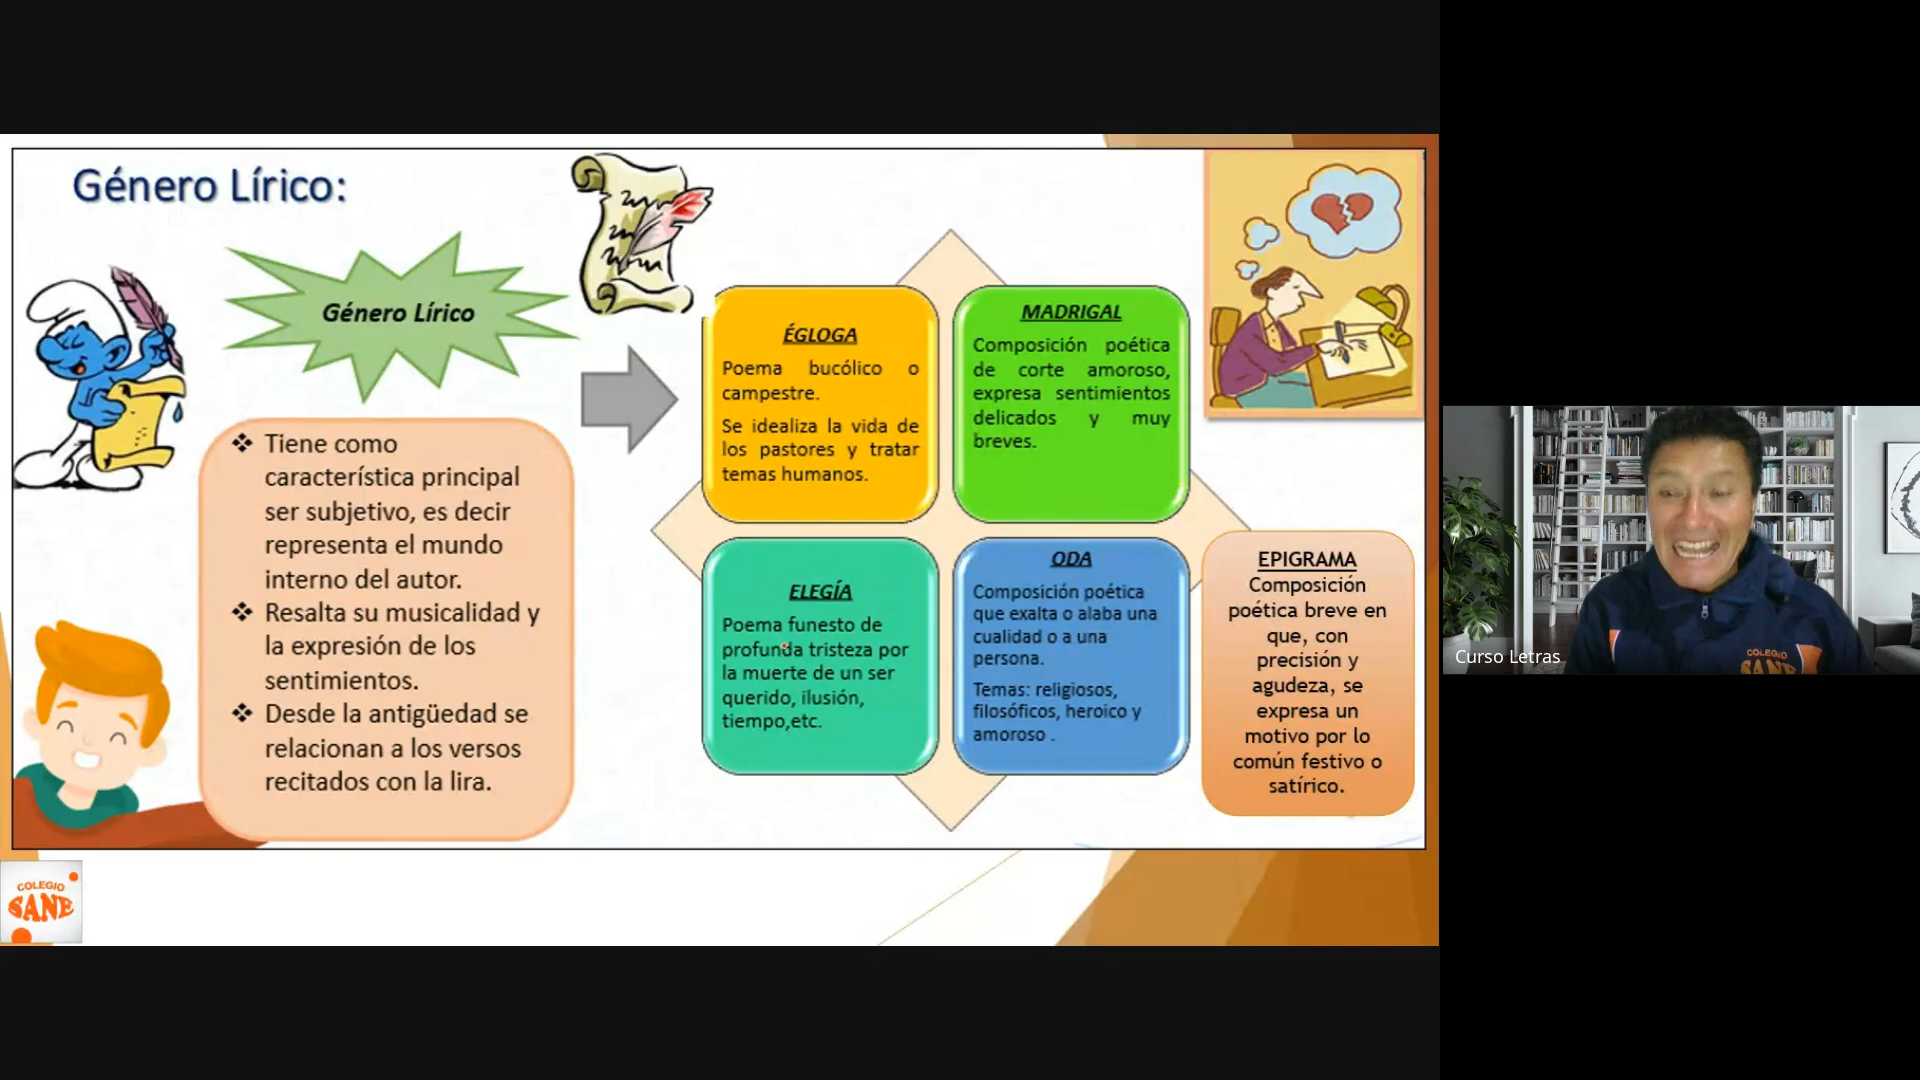 Género Lírico:
Género Lírico
❖ Tiene como
característica principal
ser subjetivo, es decir
representa el mundo
interno del autor.
❖ Resalta su musicalidad y
la expresión de los
sentimientos.
❖ Desde la antigüedad se
relacionan a los versos
recitados con la lira.
ÉGLOGA
Poema bucólico o
campestre.
Se idealiza la vida de
los pastores y tratar
temas humanos.
MADRIGAL
Composición poética
de corte amoroso,
expresa sentimientos
delicados y muy
breves.
ELEGÍA
Poema funesto de
profunda tristeza por
la muerte de un ser
querido, ilusión,
tiempo,etc.
ODA
Composición poética
que exalta o alaba una
cualidad o a una
persona.
Temas: religiosos,
filosóficos, heroico y
amoroso .
EPIGRAMA
Composición
poética breve en
que, con
precisión y
agudeza, se
expresa un
motivo por lo
común festivo o
satírico.
COLEGIO
SANE
Curso Letras
COLEGIO
SANE